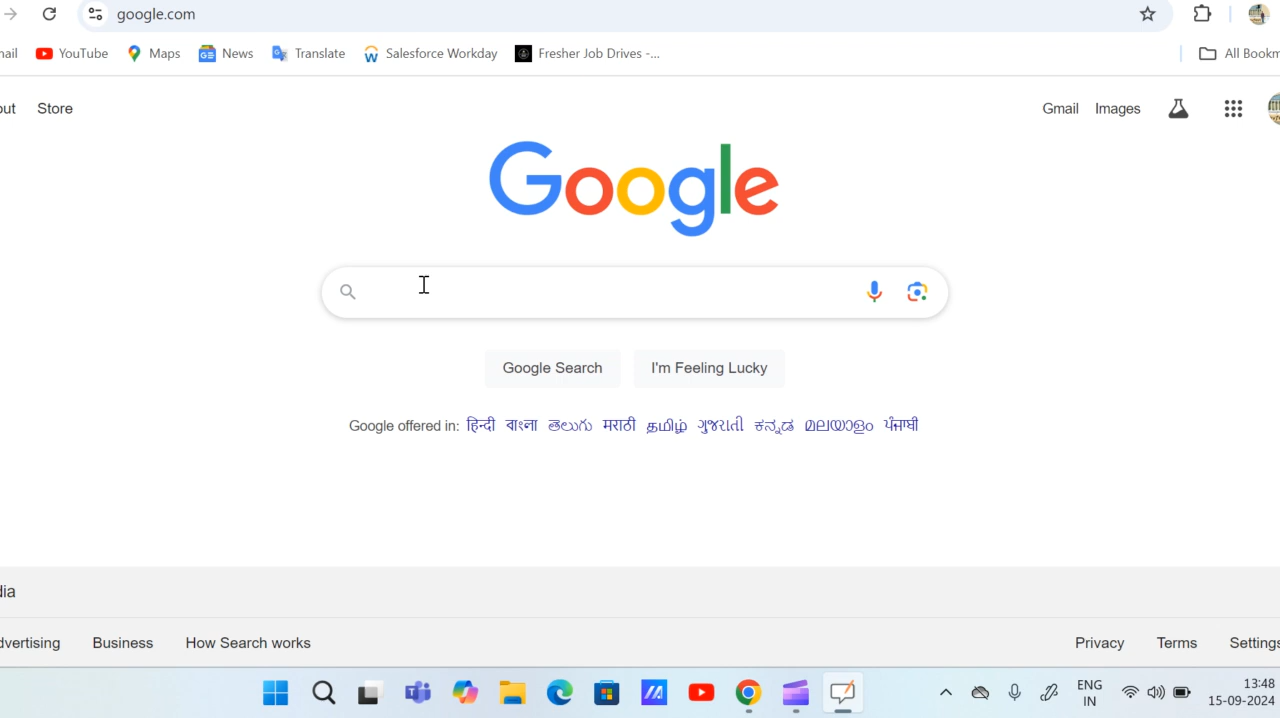 google.com
ail YouTube Maps News Translate Salesforce Workday Fresher Job Drives -... All Bookm
out Store Gmail Images
Google
Google Search I'm Feeling Lucky
Google offered in: हिन्दी বাংলা తెలుగు मराठी தமிழ் ગુજરાતી ಕನ್ನಡ മലയാളം ਪੰਜਾਬੀ
dia
dvertising Business How Search works Privacy Terms Settings
ENG 13:48
IN 15-09-2024